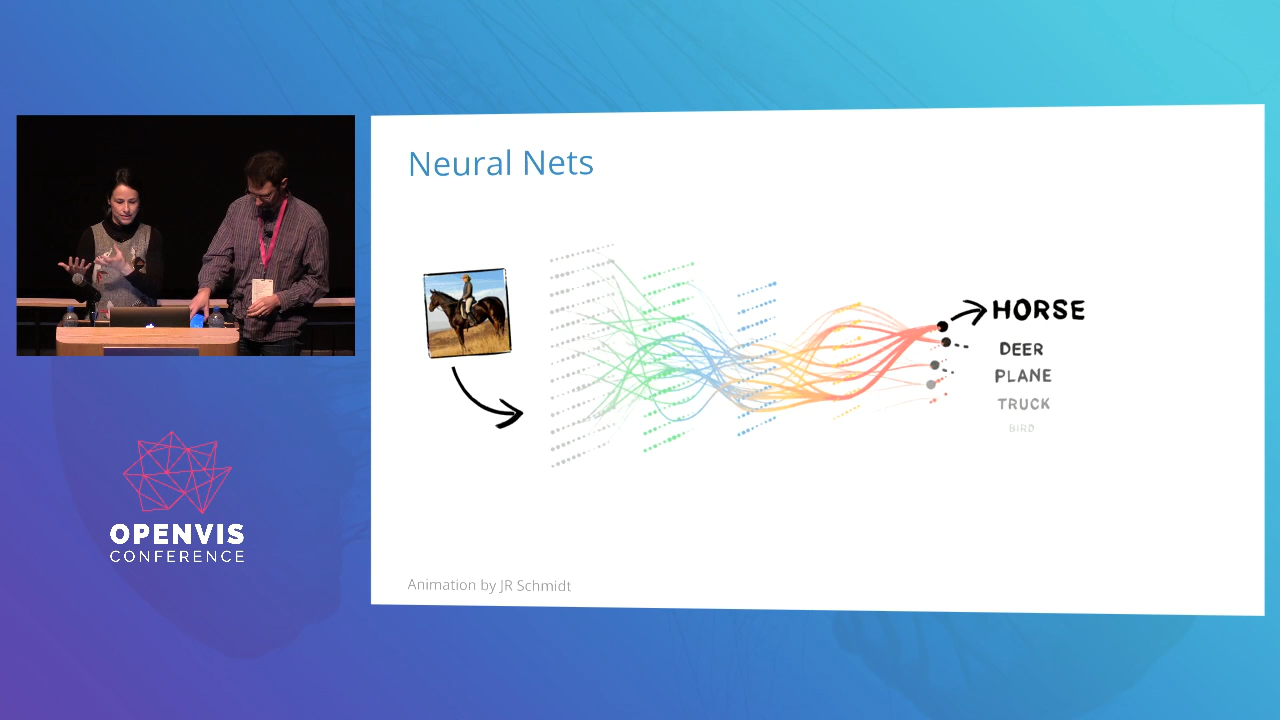 Neural Nets
HORSE
DEER
PLANE
TRUCK
BIRD
OPENVIS
CONFERENCE
Animation by JR Schmidt